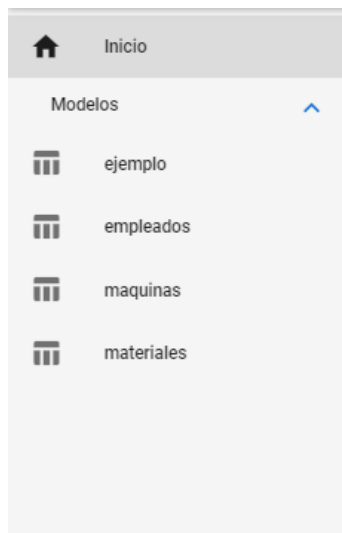 Inicio
Modelos
ejemplo
empleados
maquinas
materiales